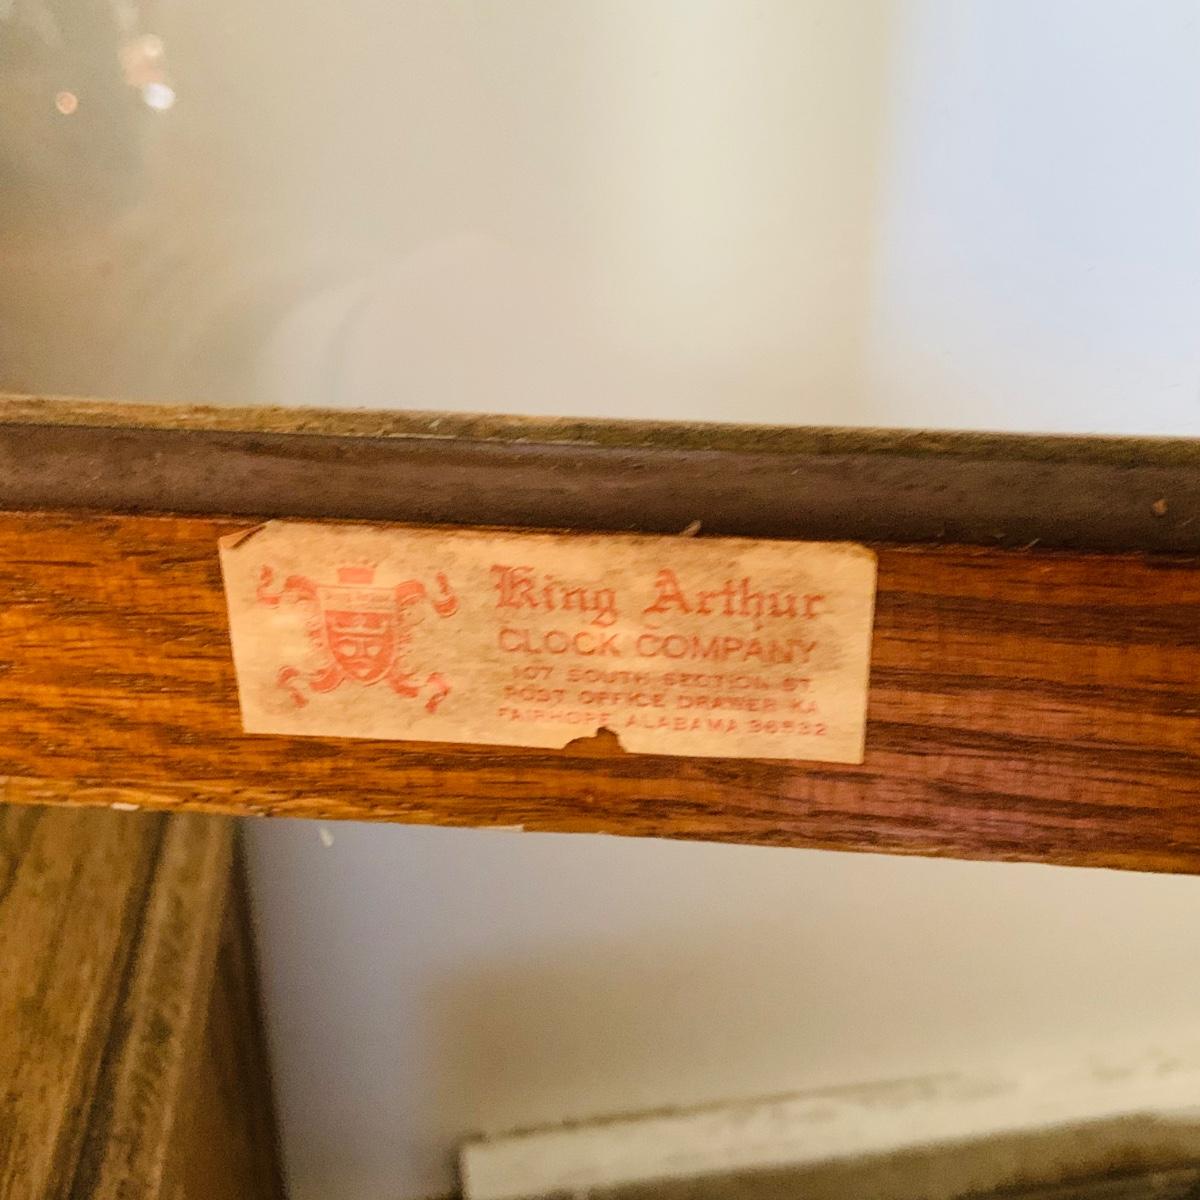 King Arthur
CLOCK COMPANY
107 SOUTH SECTION ST.
POST OFFICE DRAWER KA
FAIRHOPE, ALABAMA 36532